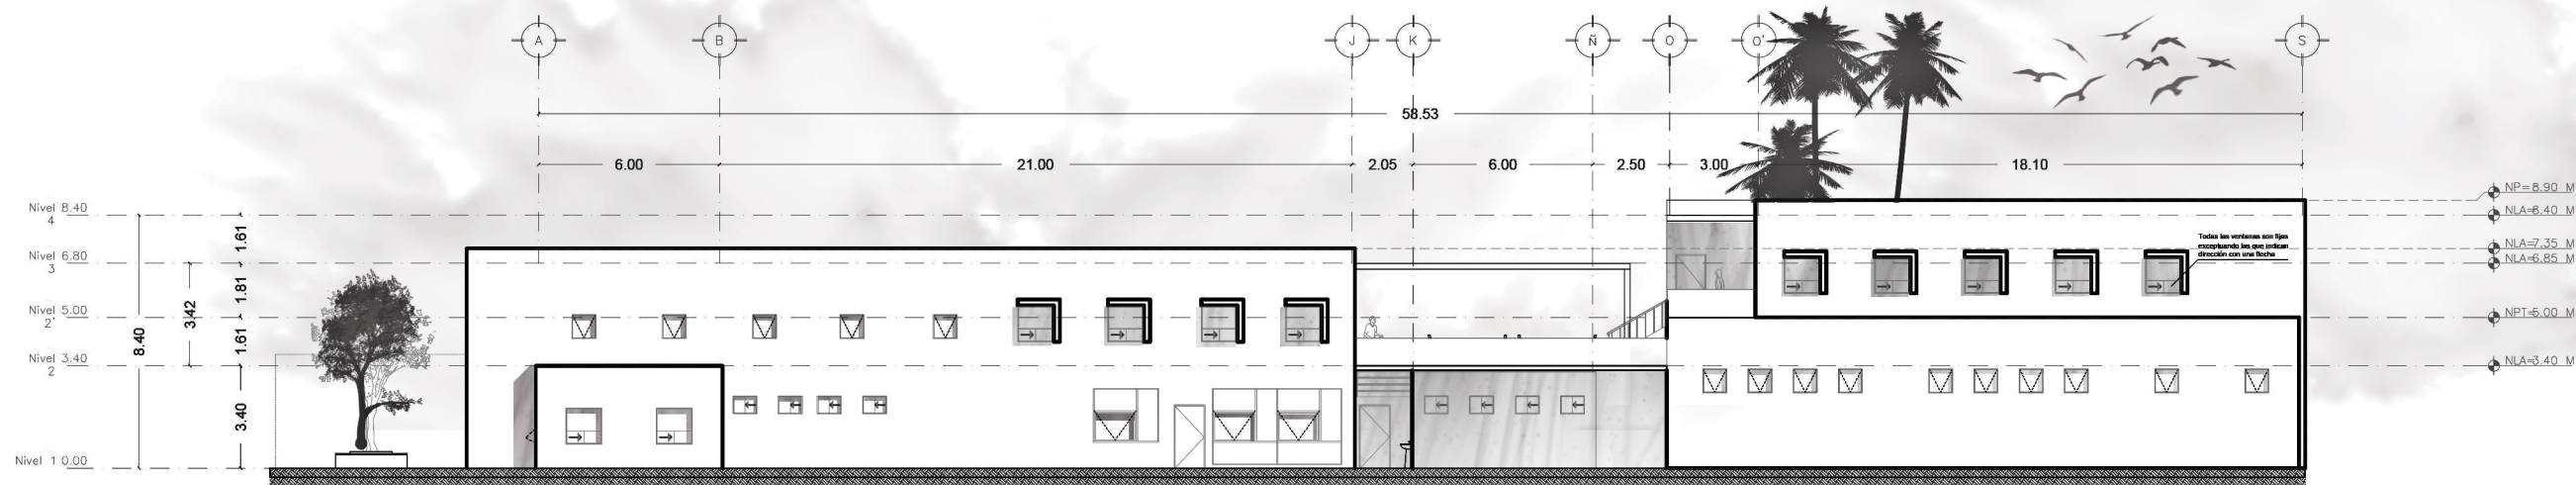 A B J K Ñ O O' S
58.53
6.00 21.00 2.05 6.00 2.50 3.00 18.10
Nivel 8.40
4
Nivel 6.80
3
Nivel 5.00
2'
Nivel 3.40
2
Nivel 1 0.00
8.40
3.42
1.61
1.81
1.61
3.40
Todas las ventanas son fijas
exceptuando las que indican
dirección con una flecha
NP=8.90 M
NLA=8.40 M
NLA=7.35 M
NLA=6.85 M
NPT=5.00 M
NLA=3.40 M